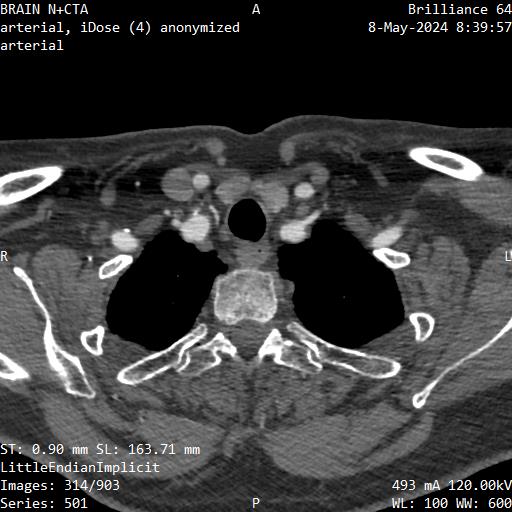 BRAIN N+CTA
A
Brilliance 64
arterial, iDose (4) anonymized
8-May-2024 8:39:57
arterial
R
L
ST: 0.90 mm SL: 163.71 mm
LittleEndianImplicit
Images: 314/903
493 mA 120.00kV
Series: 501
P
WL: 100 WW: 600